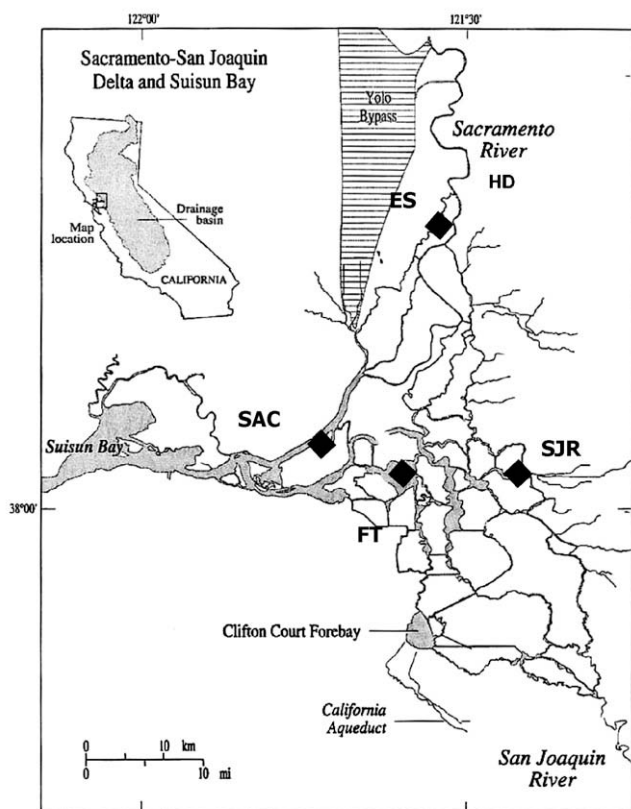 122°00'
121°30'
Sacramento-San Joaquin
Delta and Suisun Bay
Yolo
Bypass
Sacramento
River
HD
ES
Drainage
basin
Map
location
CALIFORNIA
SAC
Suisun Bay
SJR
38°00'
FT
Clifton Court Forebay
California
Aqueduct
0 10 km
0 10 mi
San Joaquin
River